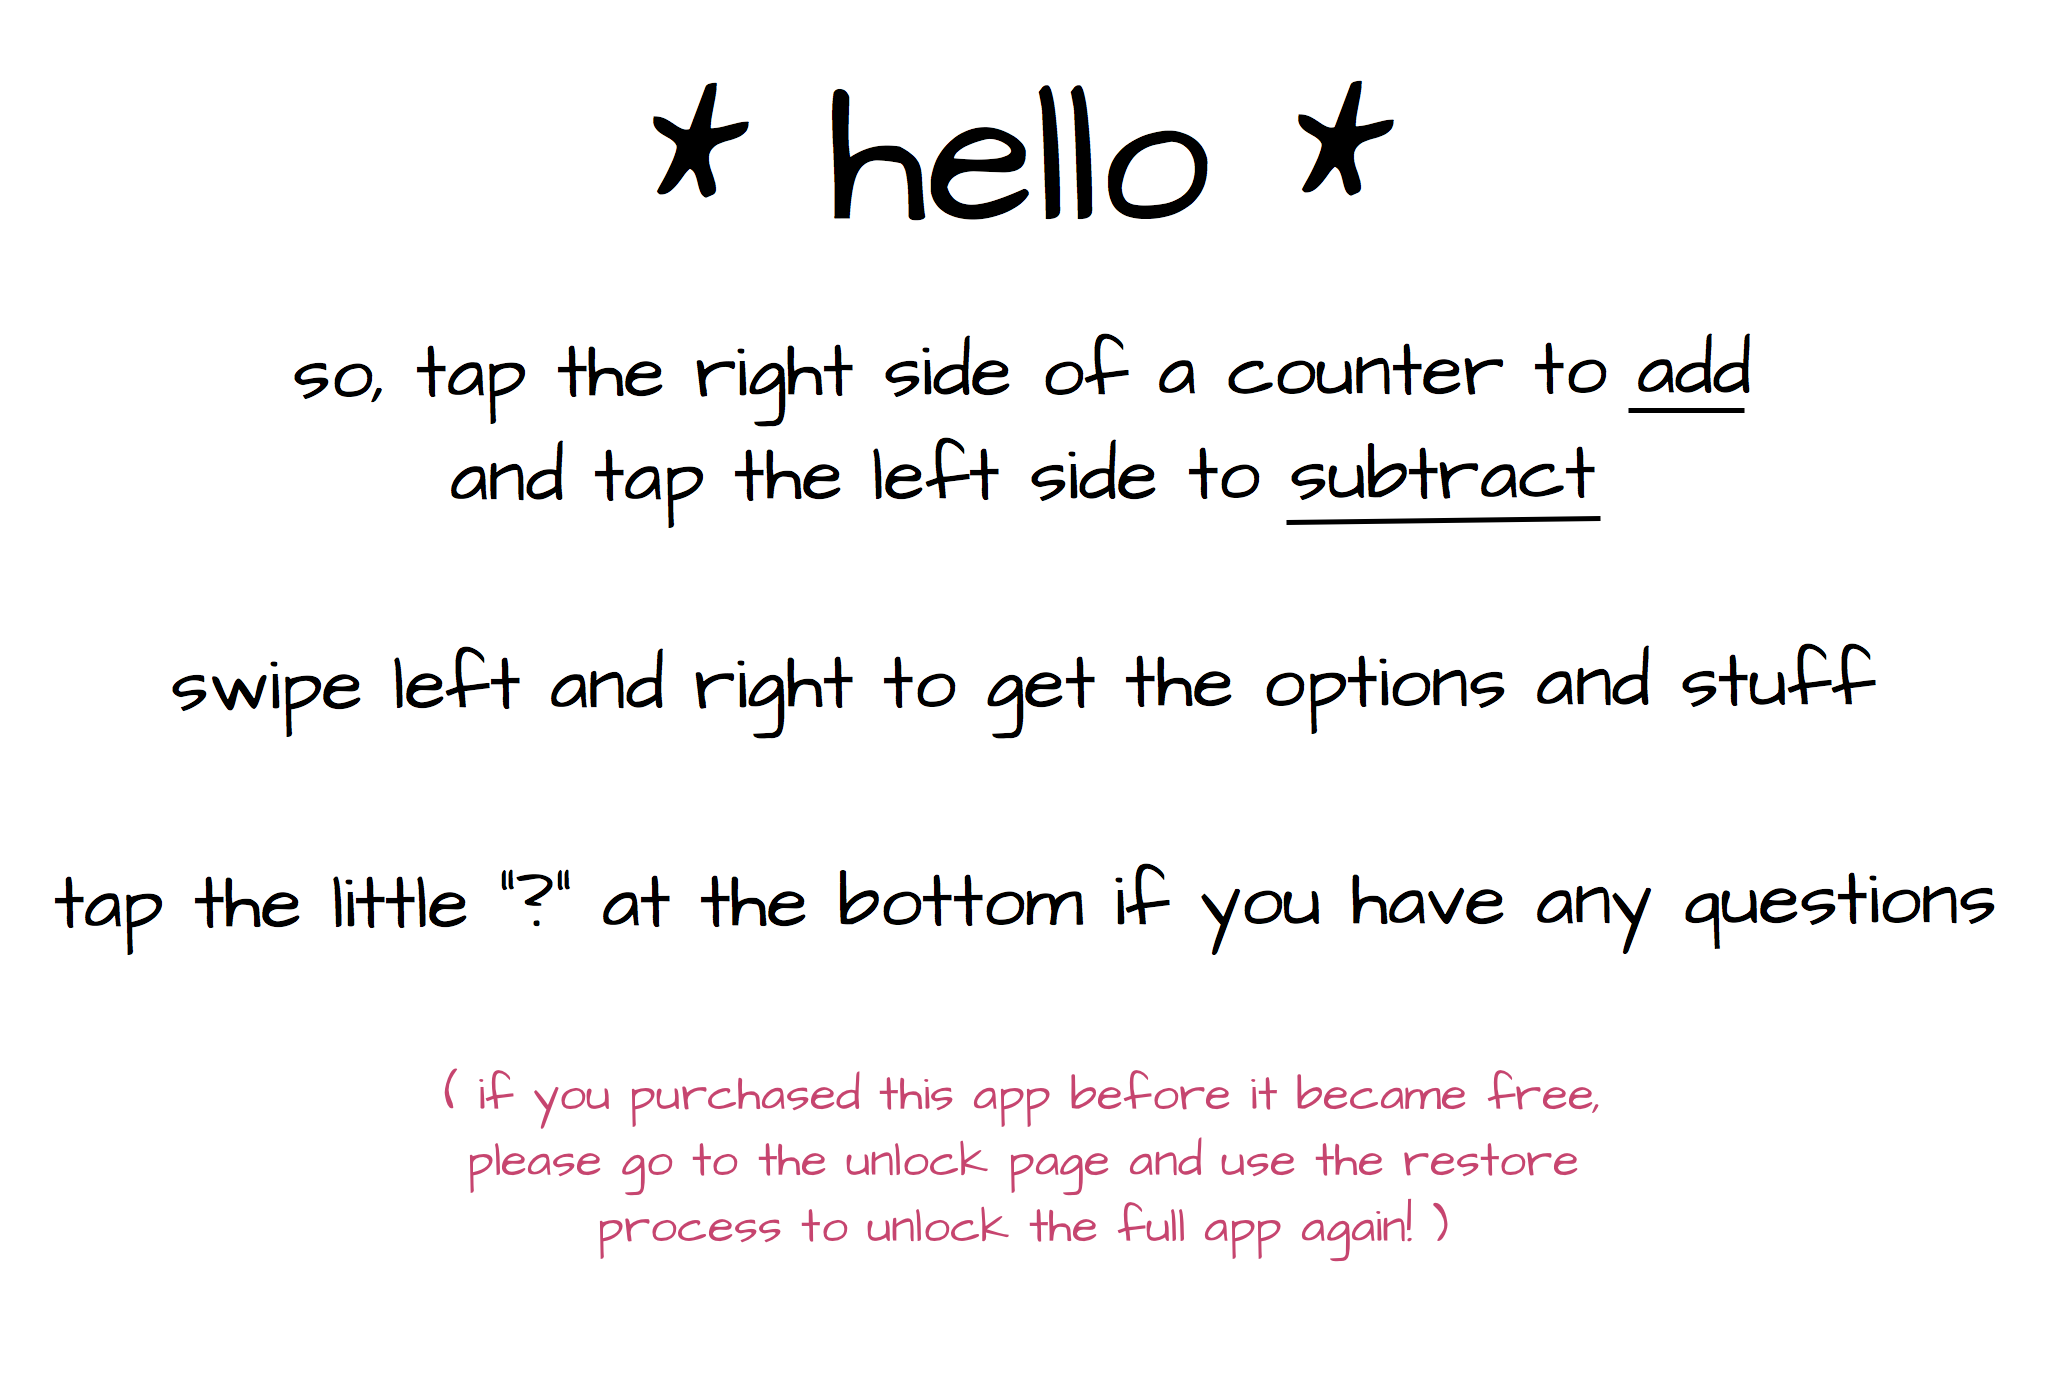 * hello *
so, tap the right side of a counter to add
and tap the left side to subtract
swipe left and right to get the options and stuff
tap the little "?" at the bottom if you have any questions
( if you purchased this app before it became free,
please go to the unlock page and use the restore
process to unlock the full app again! )